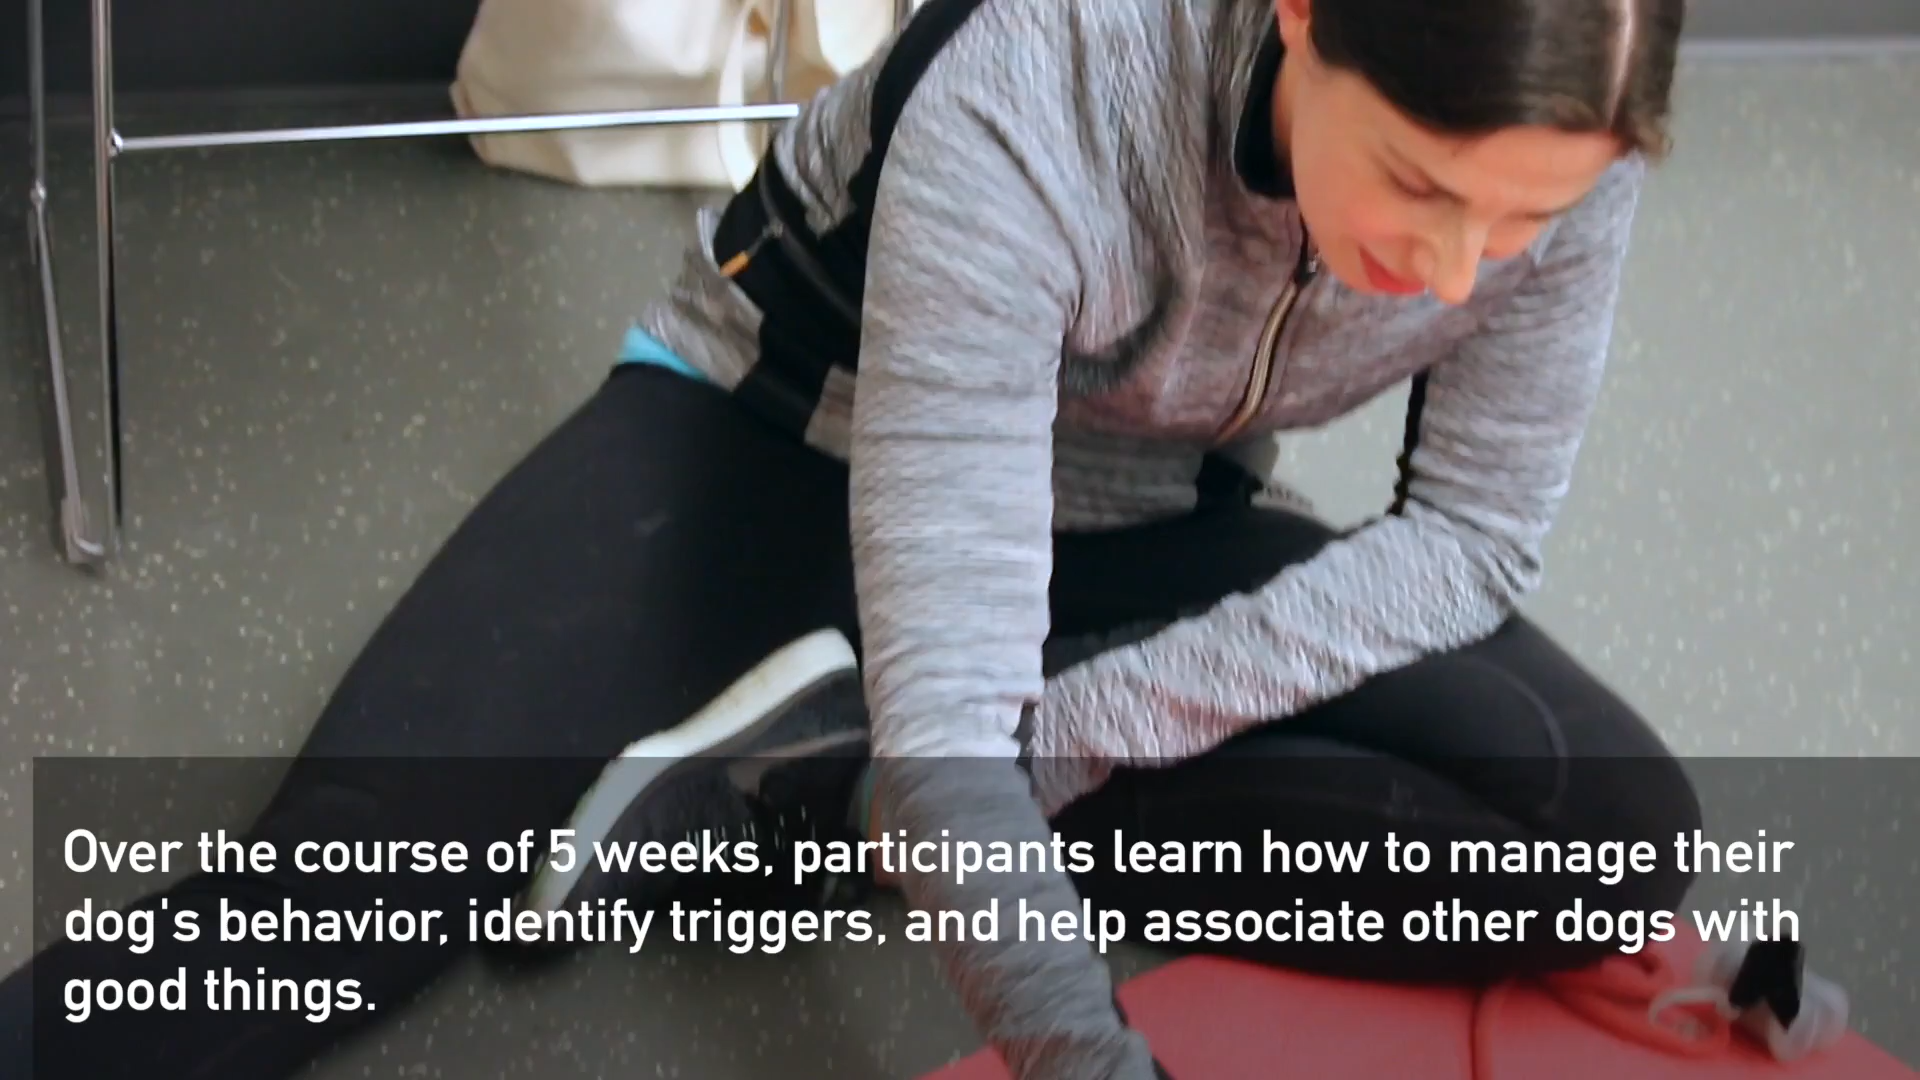 Over the course of 5 weeks, participants learn how to manage their
dog's behavior, identify triggers, and help associate other dogs with
good things.